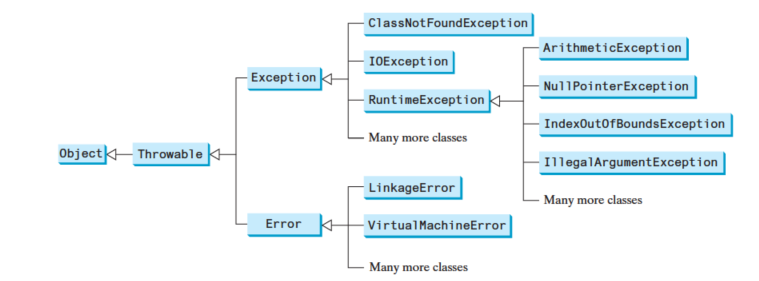 ClassNotFoundException
ArithmeticException
IOException
Exception
NullPointerException
RuntimeException
IndexOutOfBoundsException
Many more classes
Object
Throwable
IllegalArgumentException
LinkageError
Many more classes
Error
VirtualMachineError
Many more classes